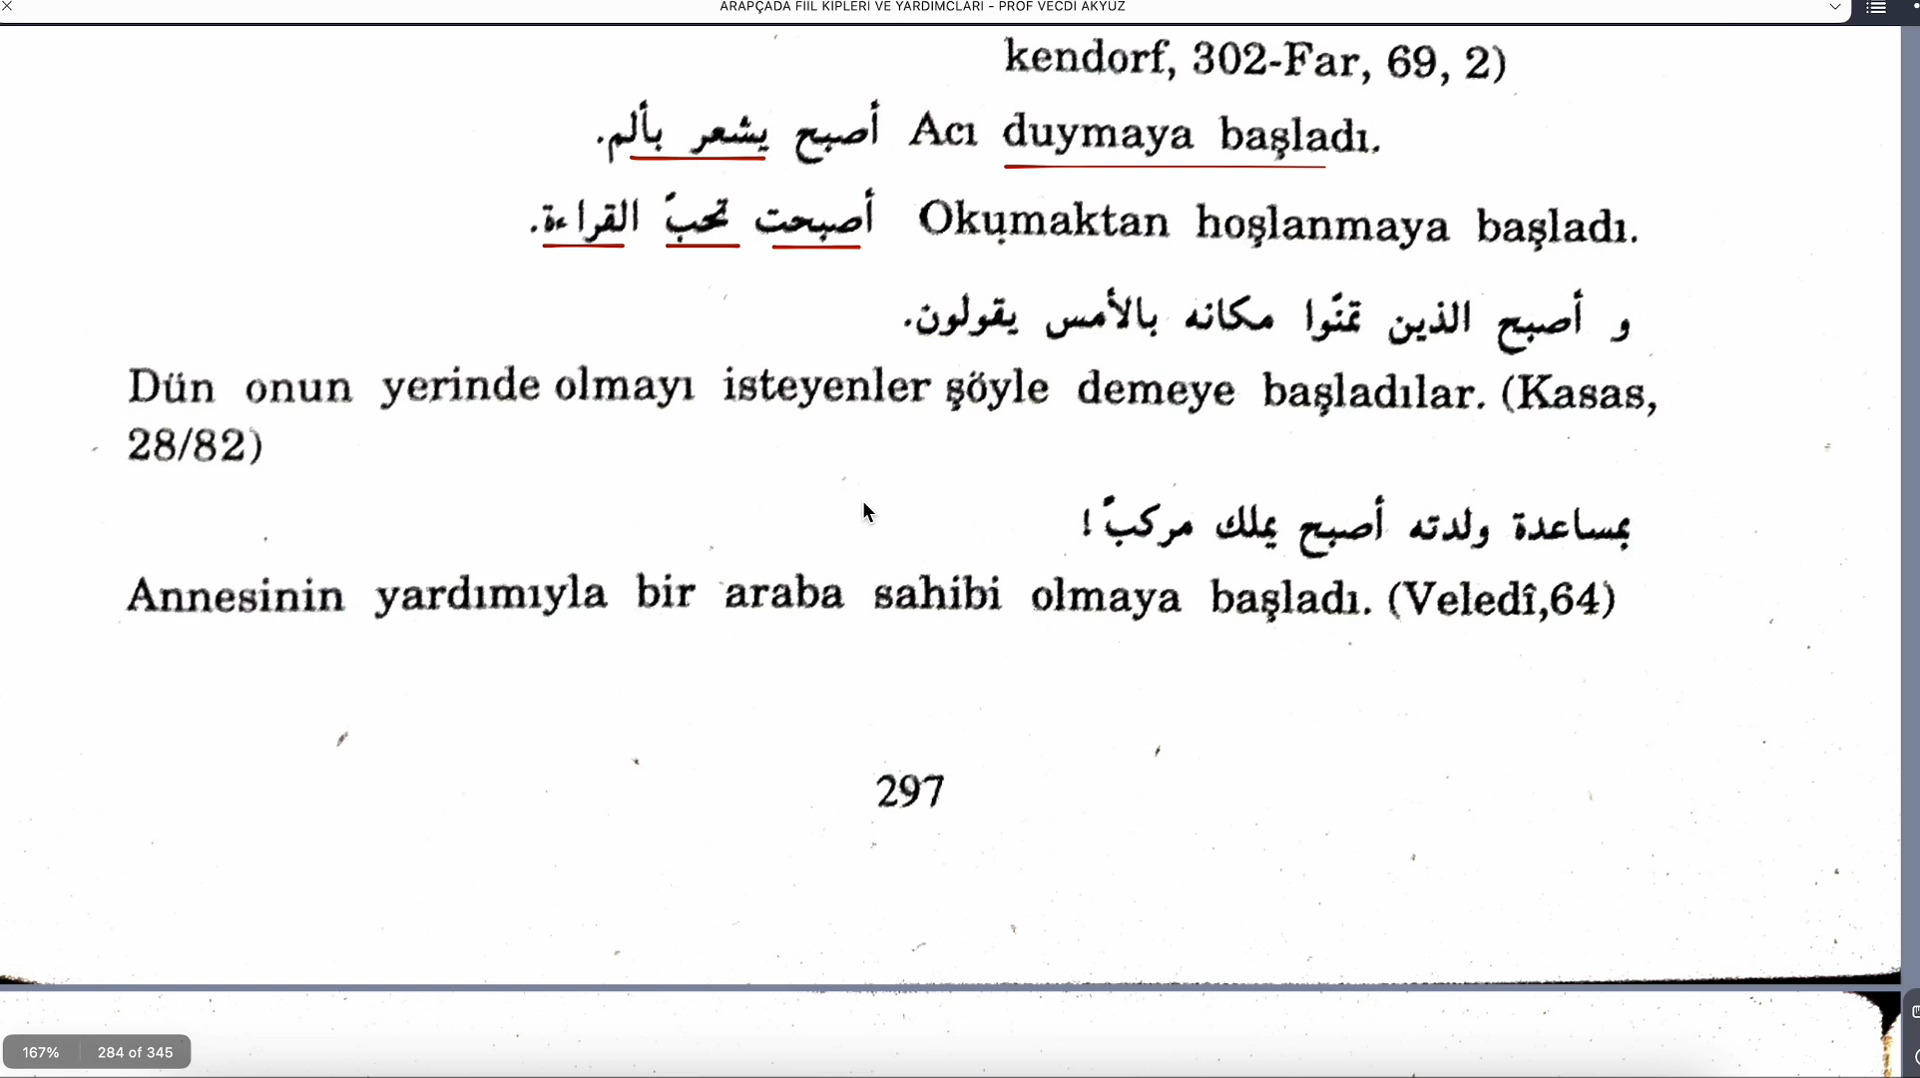 ARAPÇADA FIIL KIPLERI VE YARDIMCLARI - PROF VECDI AKYÜZ
kendorf, 302-Far, 69, 2)
أصبح يشعر بألم. Acı duymaya başladı.
أصبحت تحبّ القراءة. Okumaktan hoşlanmaya başladı.
و أصبح الذين تمنّوا مكانه بالأمس يقولون.
Dün onun yerinde olmayı isteyenler şöyle demeye başladılar. (Kasas,
28/82)
بمساعدة ولدته أصبح يملك مركبً !
Annesinin yardımıyla bir araba sahibi olmaya başladı. (Veledî,64)
297
167% 284 of 345